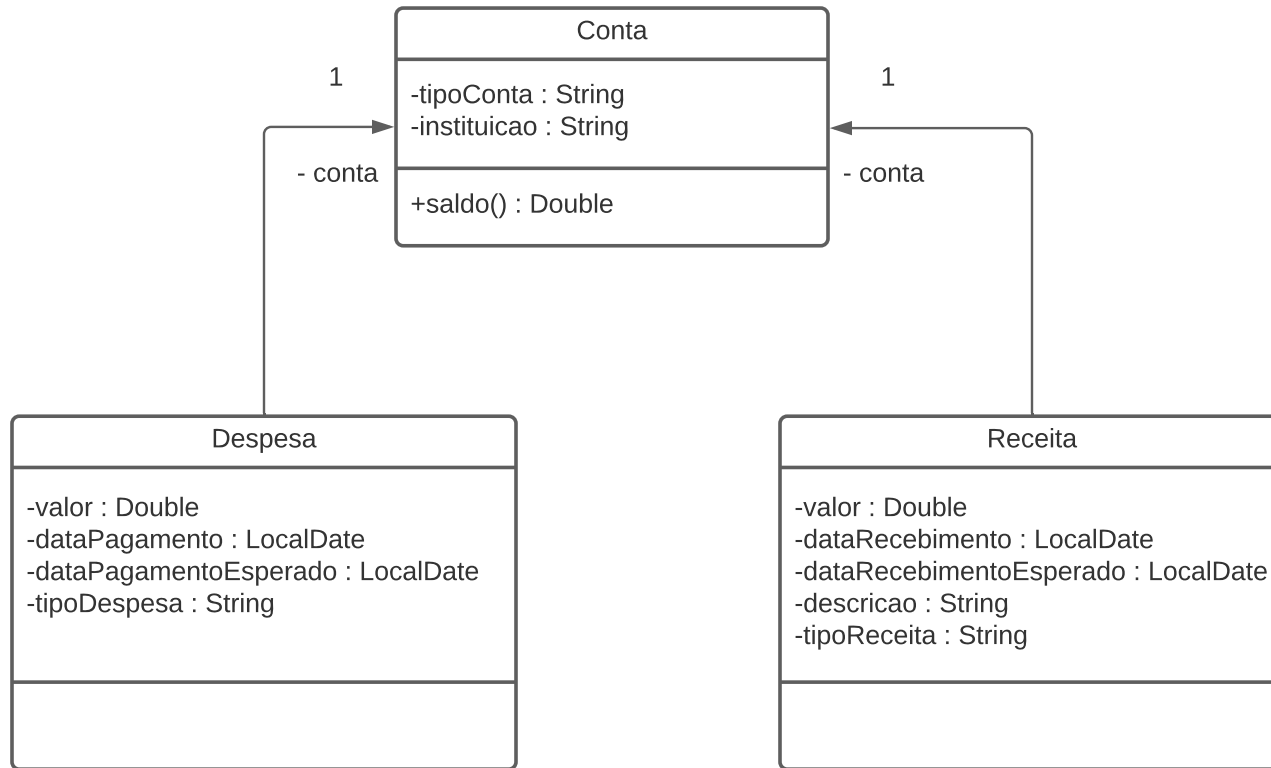 Conta
1
1
-tipoConta : String
-instituicao : String
- conta
- conta
+saldo() : Double
Despesa
-valor : Double
-dataPagamento : LocalDate
-dataPagamentoEsperado : LocalDate
-tipoDespesa : String
Receita
-valor : Double
-dataRecebimento : LocalDate
-dataRecebimentoEsperado : LocalDate
-descricao : String
-tipoReceita : String